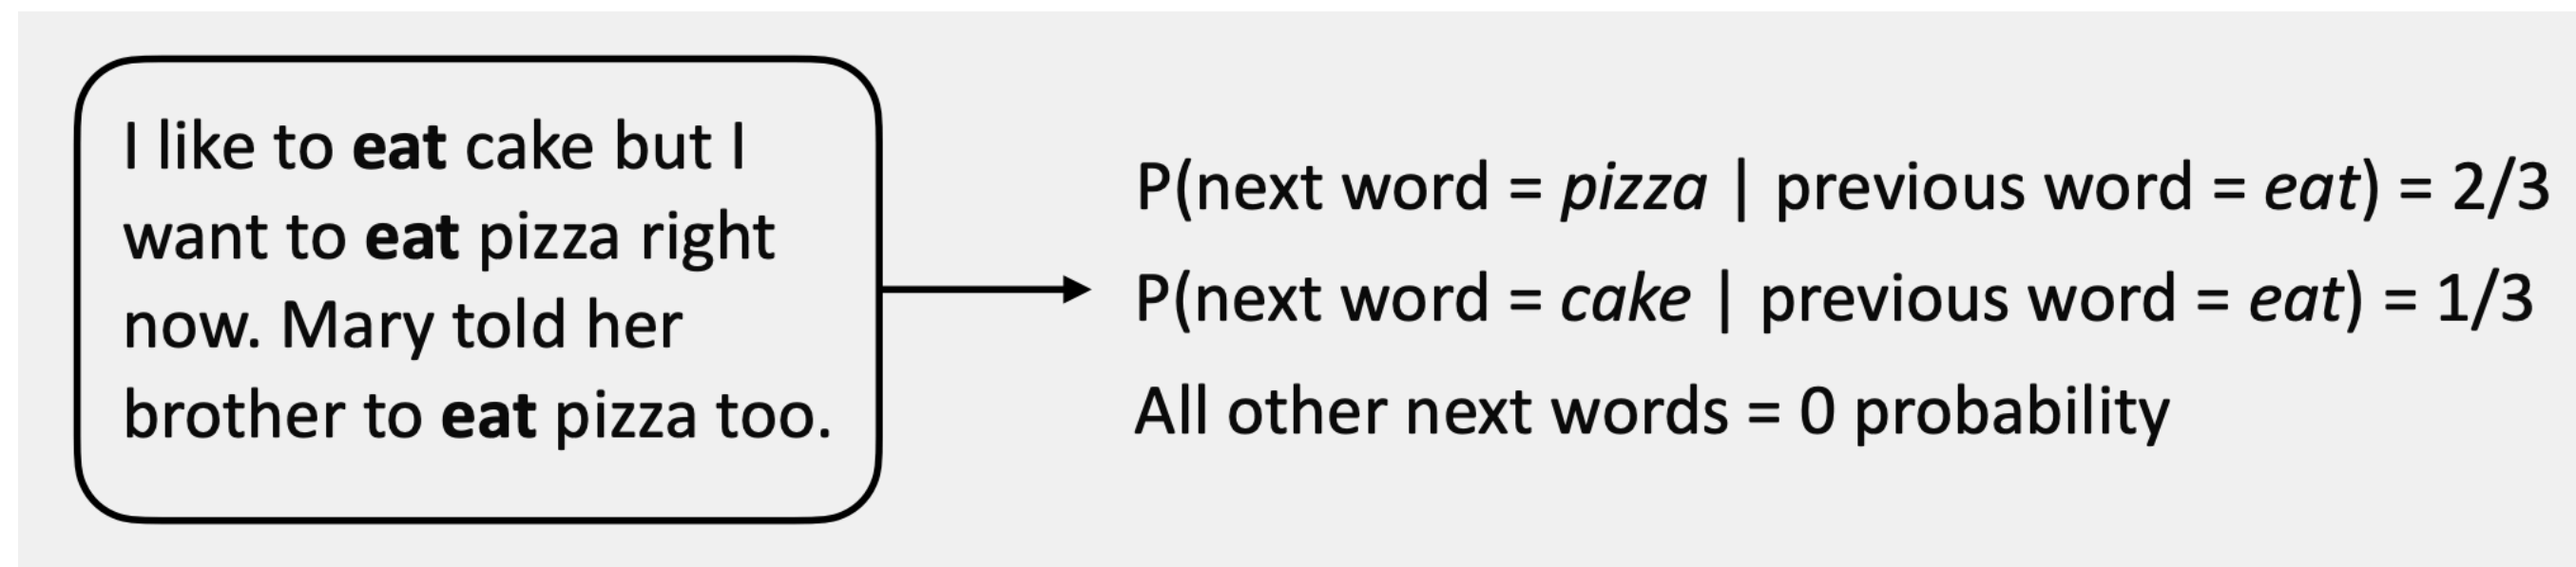 I like to eat cake but I
want to eat pizza right
now. Mary told her
brother to eat pizza too.
P(next word = pizza | previous word = eat) = 2/3
P(next word = cake | previous word = eat) = 1/3
All other next words = 0 probability